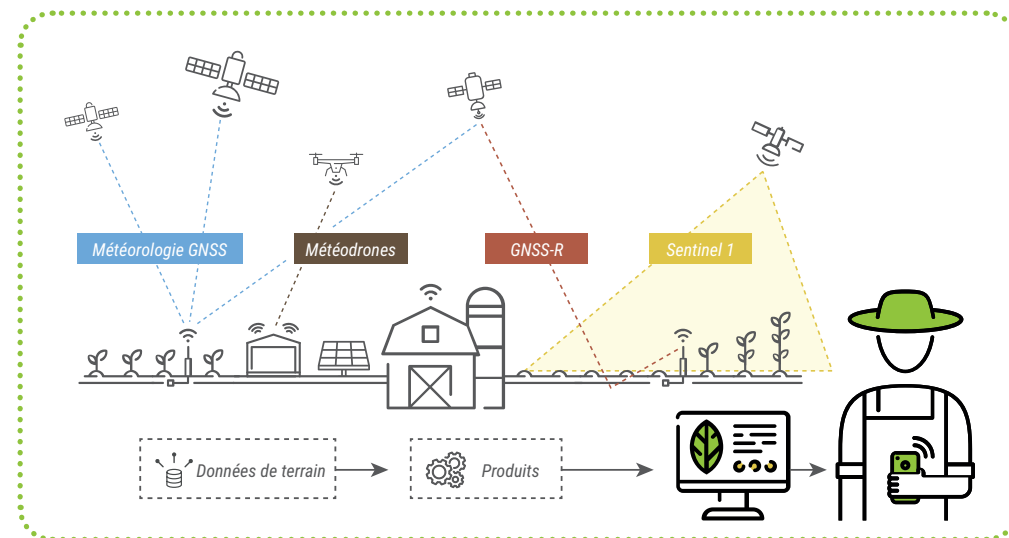 Météorologie GNSS
Météodrones
GNSS-R
Sentinel 1
Données de terrain
Produits